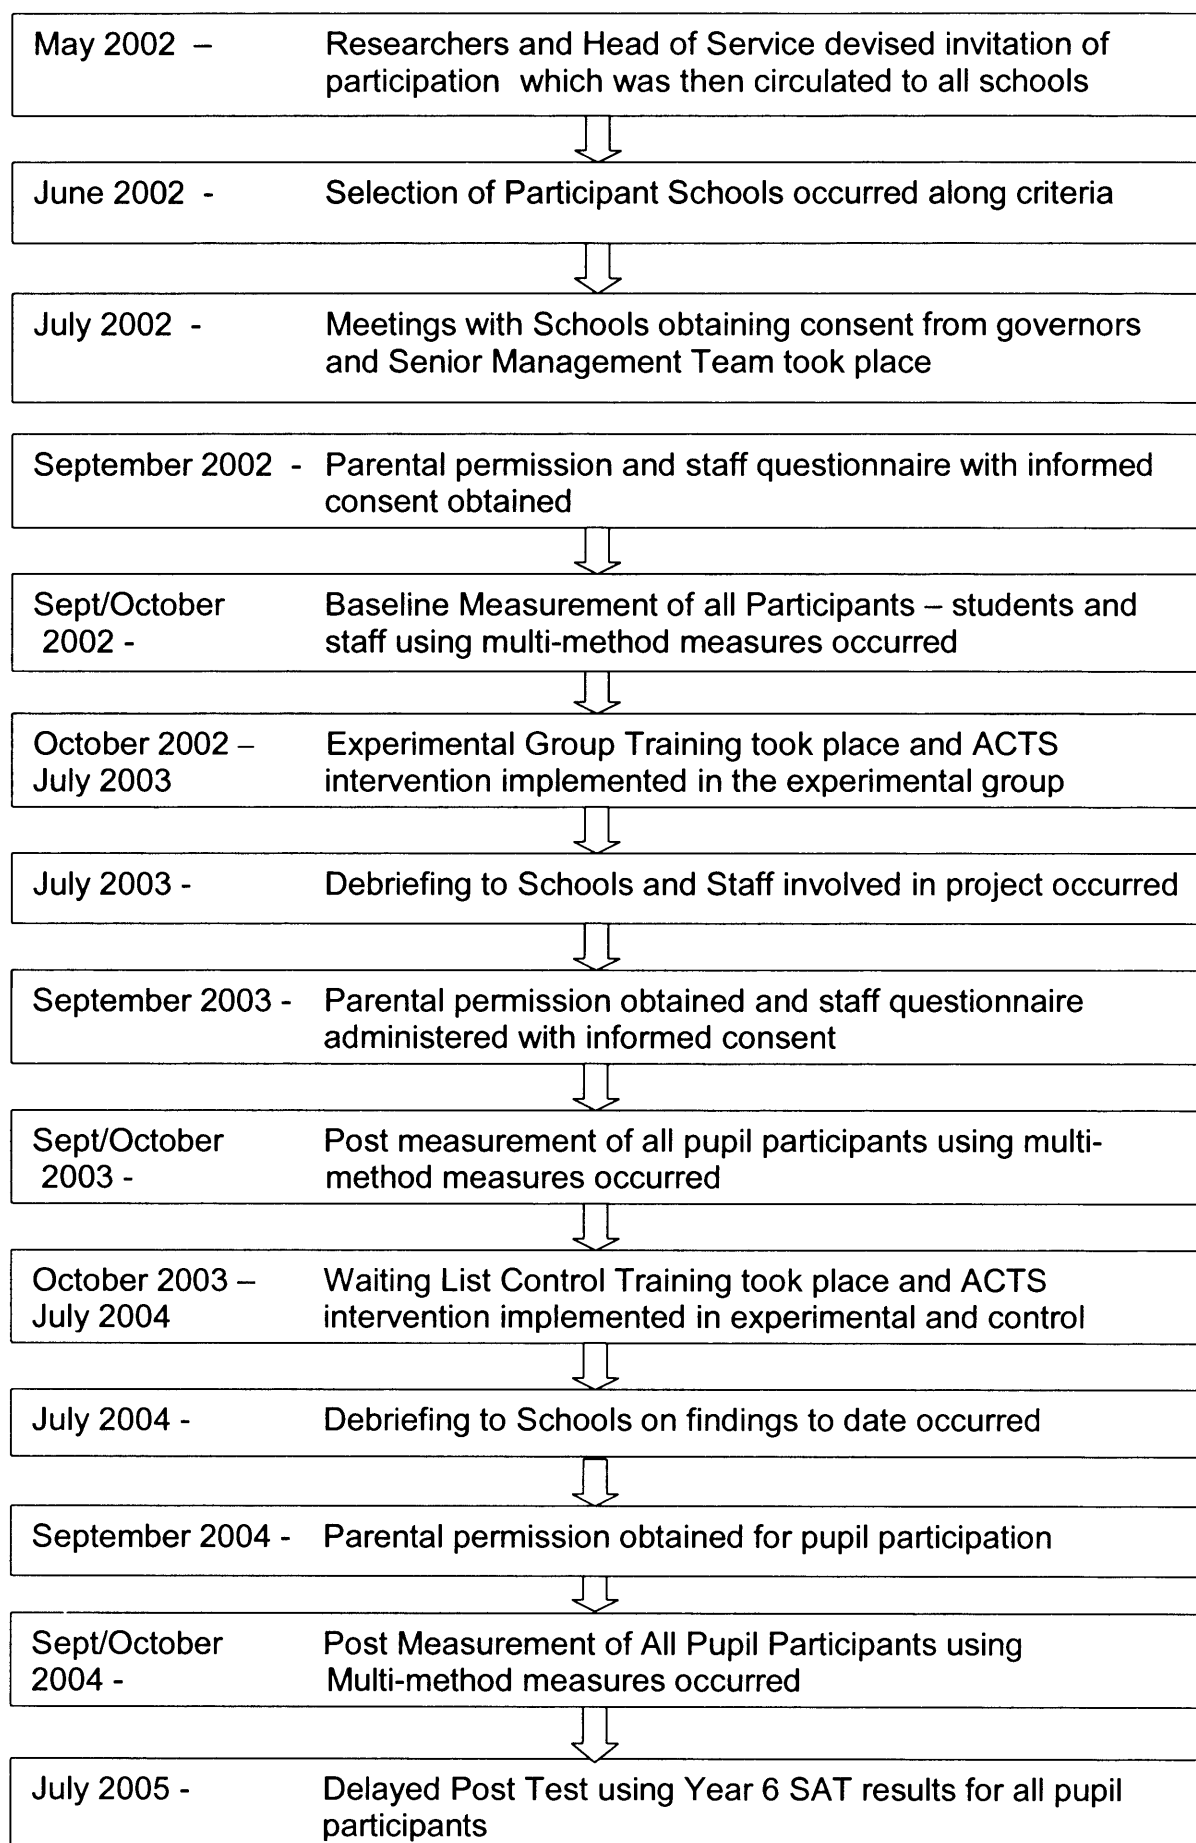 May 2002 – Researchers and Head of Service devised invitation of
participation which was then circulated to all schools
June 2002 - Selection of Participant Schools occurred along criteria
July 2002 - Meetings with Schools obtaining consent from governors
and Senior Management Team took place
September 2002 - Parental permission and staff questionnaire with informed
consent obtained
Sept/October Baseline Measurement of all Participants – students and
2002 - staff using multi-method measures occurred
October 2002 – Experimental Group Training took place and ACTS
July 2003 intervention implemented in the experimental group
July 2003 - Debriefing to Schools and Staff involved in project occurred
September 2003 - Parental permission obtained and staff questionnaire
administered with informed consent
Sept/October Post measurement of all pupil participants using multi-
2003 - method measures occurred
October 2003 – Waiting List Control Training took place and ACTS
July 2004 intervention implemented in experimental and control
July 2004 - Debriefing to Schools on findings to date occurred
September 2004 - Parental permission obtained for pupil participation
Sept/October Post Measurement of All Pupil Participants using
2004 - Multi-method measures occurred
July 2005 - Delayed Post Test using Year 6 SAT results for all pupil
participants